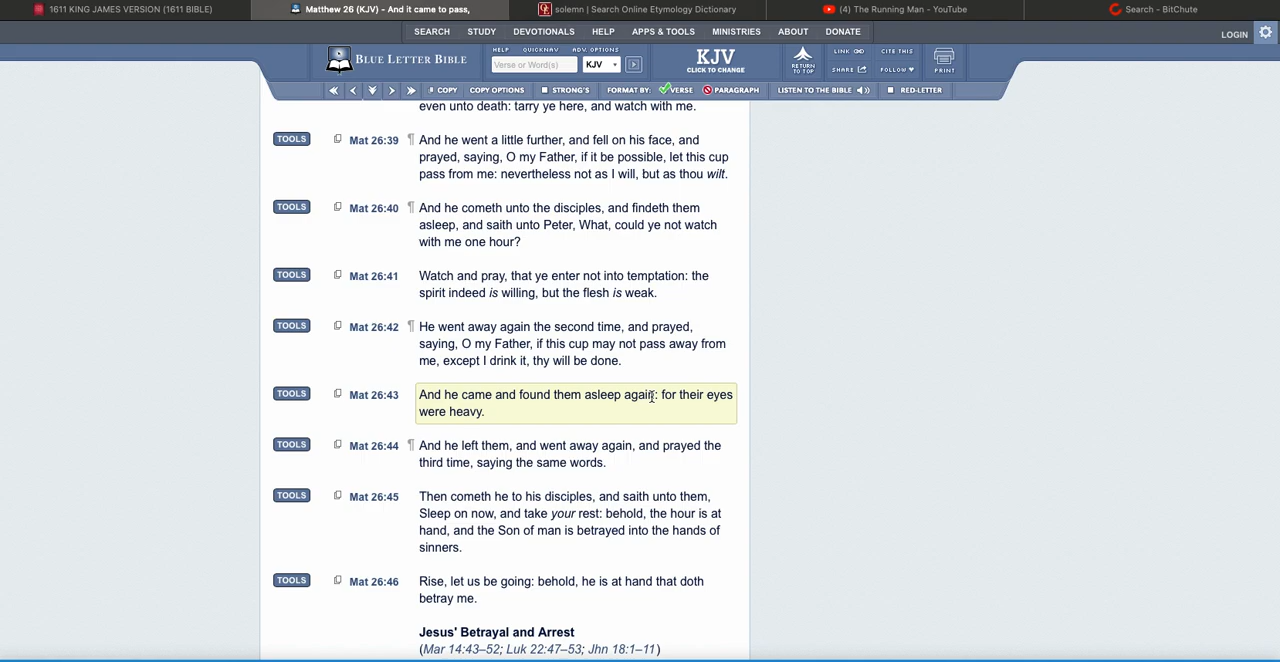 1611 KING JAMES VERSION (1611 BIBLE)
Matthew 26 (KJV) - And it came to pass,
solemn | Search Online Etymology Dictionary
(4) The Running Man - YouTube
Search - BitChute
SEARCH STUDY DEVOTIONALS HELP APPS & TOOLS MINISTRIES ABOUT DONATE
LOGIN
BLUE LETTER BIBLE
HELP QUICKNAV ADV. OPTIONS
Verse or Word(s) KJV
KJV
CLICK TO CHANGE
RETURN
TO TOP
LINK CITE THIS
SHARE FOLLOW
PRINT
COPY COPY OPTIONS STRONG'S FORMAT BY: VERSE PARAGRAPH LISTEN TO THE BIBLE RED-LETTER
even unto death: tarry ye here, and watch with me.
TOOLS Mat 26:39 ¶ And he went a little further, and fell on his face, and
prayed, saying, O my Father, if it be possible, let this cup
pass from me: nevertheless not as I will, but as thou wilt.
TOOLS Mat 26:40 ¶ And he cometh unto the disciples, and findeth them
asleep, and saith unto Peter, What, could ye not watch
with me one hour?
TOOLS Mat 26:41 Watch and pray, that ye enter not into temptation: the
spirit indeed is willing, but the flesh is weak.
TOOLS Mat 26:42 ¶ He went away again the second time, and prayed,
saying, O my Father, if this cup may not pass away from
me, except I drink it, thy will be done.
TOOLS Mat 26:43 And he came and found them asleep again: for their eyes
were heavy.
TOOLS Mat 26:44 ¶ And he left them, and went away again, and prayed the
third time, saying the same words.
TOOLS Mat 26:45 Then cometh he to his disciples, and saith unto them,
Sleep on now, and take your rest: behold, the hour is at
hand, and the Son of man is betrayed into the hands of
sinners.
TOOLS Mat 26:46 Rise, let us be going: behold, he is at hand that doth
betray me.
Jesus' Betrayal and Arrest
(Mar 14:43–52; Luk 22:47–53; Jhn 18:1–11)